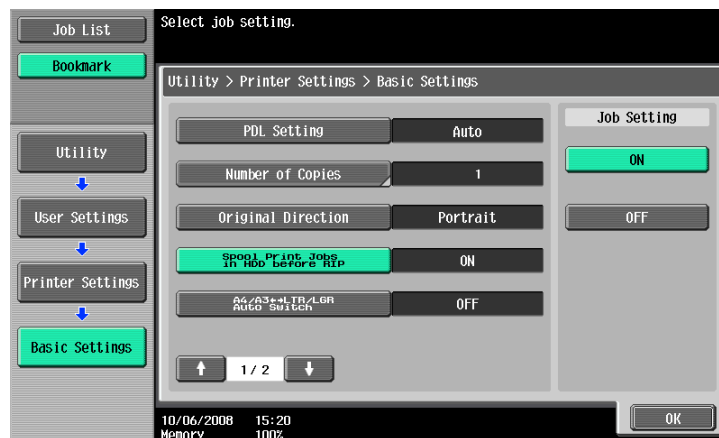 Job List
Bookmark
Select job setting.
Utility > Printer Settings > Basic Settings
Utility
User Settings
Printer Settings
Basic Settings
PDL Setting
Auto
Number of Copies
1
Original Direction
Portrait
Spool Print Jobs
in HDD before RIP
ON
A4/A3↔LTR/LGR
Auto Switch
OFF
1/ 2
Job Setting
ON
OFF
10/06/2008 15:20
Memory 100%
OK